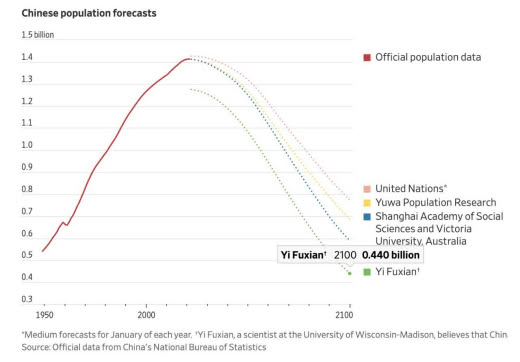 Chinese population forecasts
1.5 billion
1.4
1.3
1.2
1.1
1.0
0.9
0.8
0.7
0.6
0.5
0.4
0.3
1950
2000
2100
Official population data
United Nations*
Yuwa Population Research
Shanghai Academy of Social
Sciences and Victoria
University, Australia
Yi Fuxian† 2100 0.440 billion
Yi Fuxian†
*Medium forecasts for January of each year. †Yi Fuxian, a scientist at the University of Wisconsin-Madison, believes that Chin
Source: Official data from China's National Bureau of Statistics